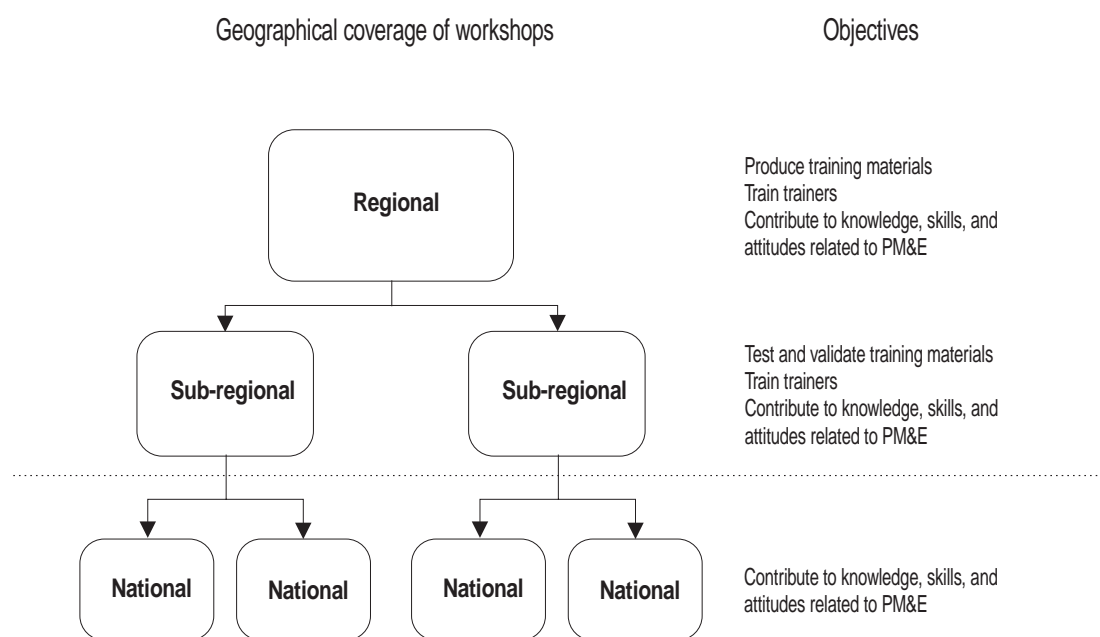 Geographical coverage of workshops
Objectives
Regional
Produce training materials
Train trainers
Contribute to knowledge, skills, and
attitudes related to PM&E
Sub-regional
Sub-regional
Test and validate training materials
Train trainers
Contribute to knowledge, skills, and
attitudes related to PM&E
National
National
National
National
Contribute to knowledge, skills, and
attitudes related to PM&E